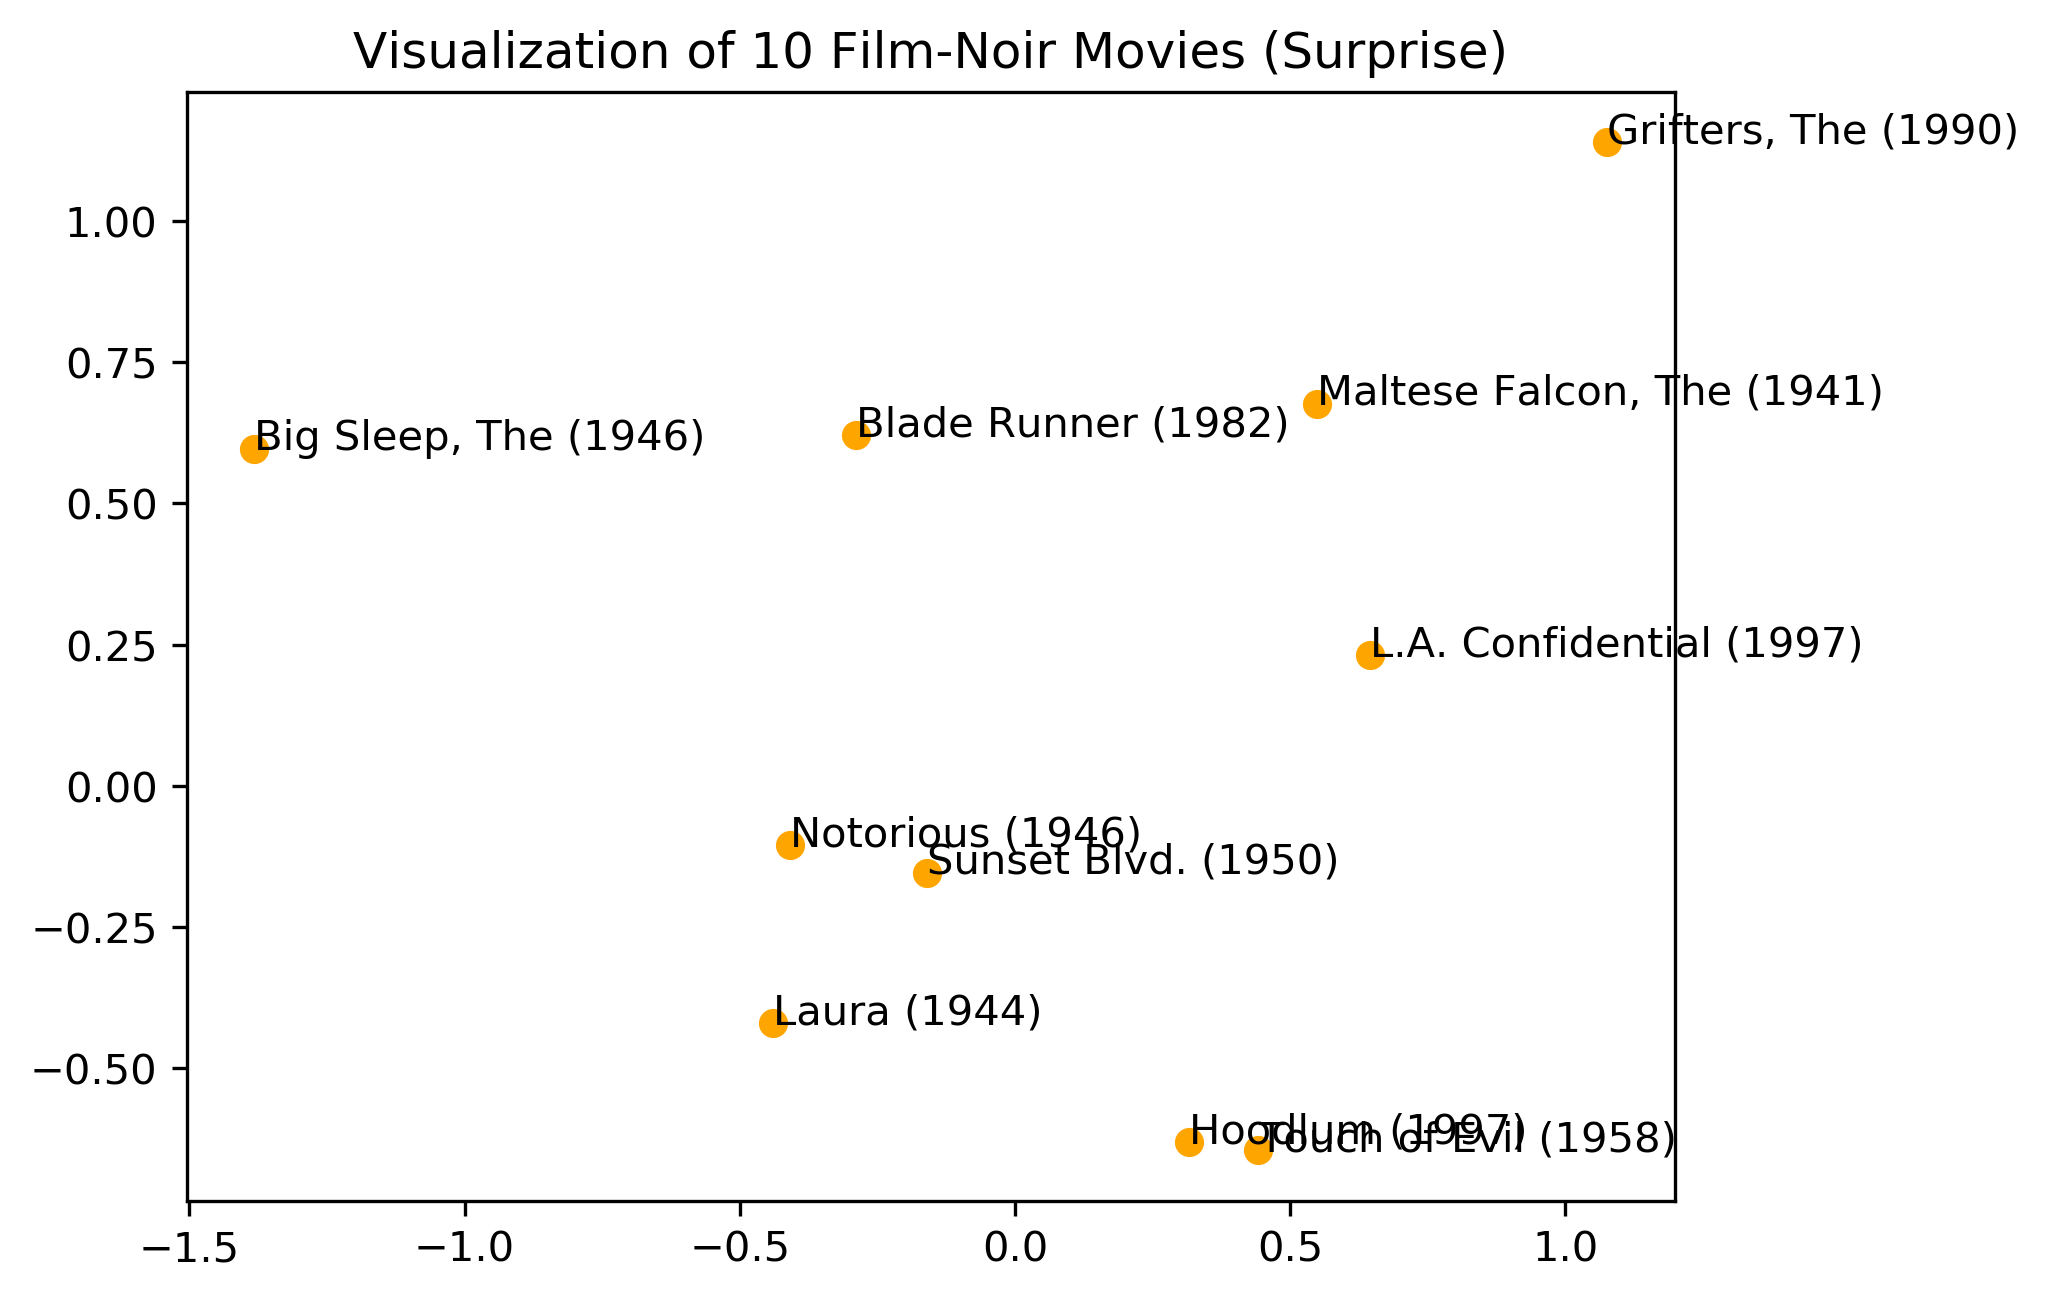 Visualization of 10 Film-Noir Movies (Surprise)
Grifters, The (1990)
1.00
0.75
Maltese Falcon, The (1941)
Blade Runner (1982)
Big Sleep, The (1946)
0.50
0.25
L.A. Confidential (1997)
0.00
Notorious (1946)
Sunset Blvd. (1950)
−0.25
Laura (1944)
−0.50
Hoodlum (1997)
Touch of Evil (1958)
−1.5 −1.0 −0.5 0.0 0.5 1.0